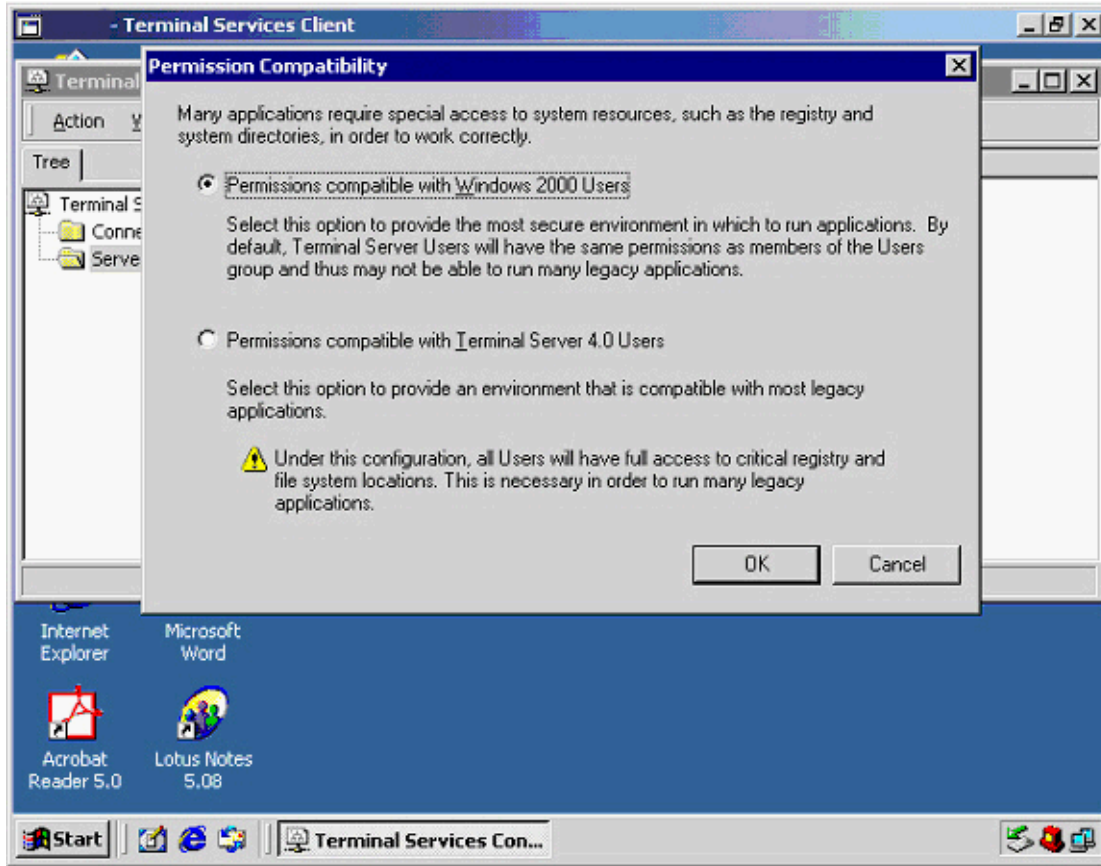 - Terminal Services Client
Terminal
Permission Compatibility
Action
Tree
Terminal S
Conne
Serve
Many applications require special access to system resources, such as the registry and
system directories, in order to work correctly.
Permissions compatible with Windows 2000 Users
Select this option to provide the most secure environment in which to run applications. By
default, Terminal Server Users will have the same permissions as members of the Users
group and thus may not be able to run many legacy applications.
Permissions compatible with Terminal Server 4.0 Users
Select this option to provide an environment that is compatible with most legacy
applications.
Under this configuration, all Users will have full access to critical registry and
file system locations. This is necessary in order to run many legacy
applications.
OK Cancel
Internet
Explorer
Microsoft
Word
Acrobat
Reader 5.0
Lotus Notes
5.08
Start Terminal Services Con...